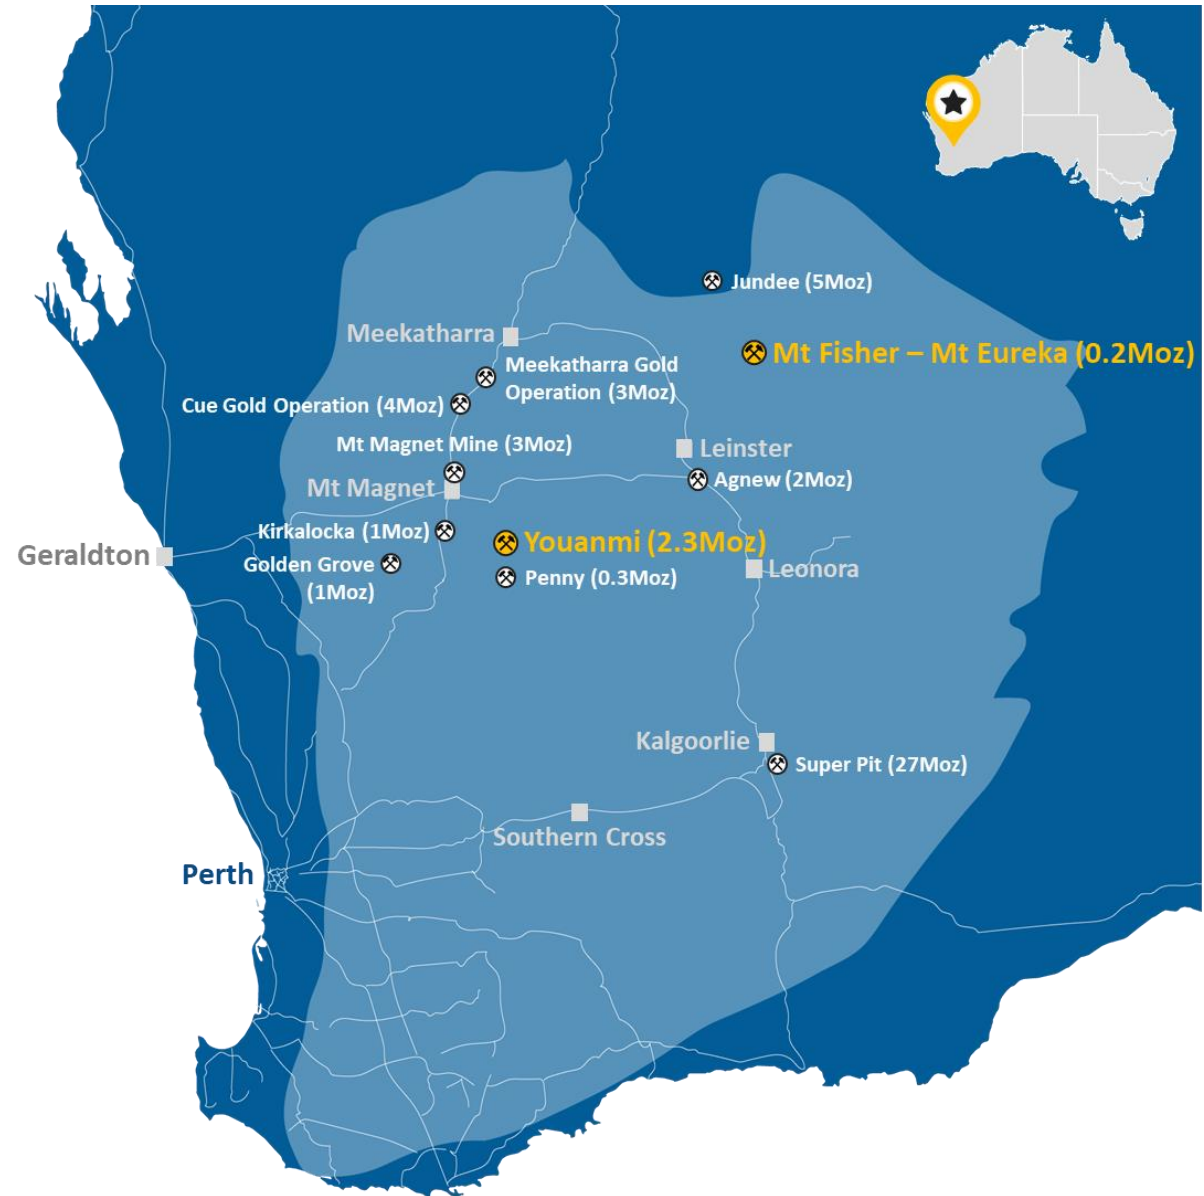 Jundee (5Moz)
Meekatharra
Mt Fisher – Mt Eureka (0.2Moz)
Meekatharra Gold
Operation (3Moz)
Cue Gold Operation (4Moz)
Mt Magnet Mine (3Moz)
Leinster
Agnew (2Moz)
Mt Magnet
Kirkalocka (1Moz)
Youanmi (2.3Moz)
Geraldton
Golden Grove
(1Moz)
Penny (0.3Moz)
Leonora
Kalgoorlie
Super Pit (27Moz)
Southern Cross
Perth